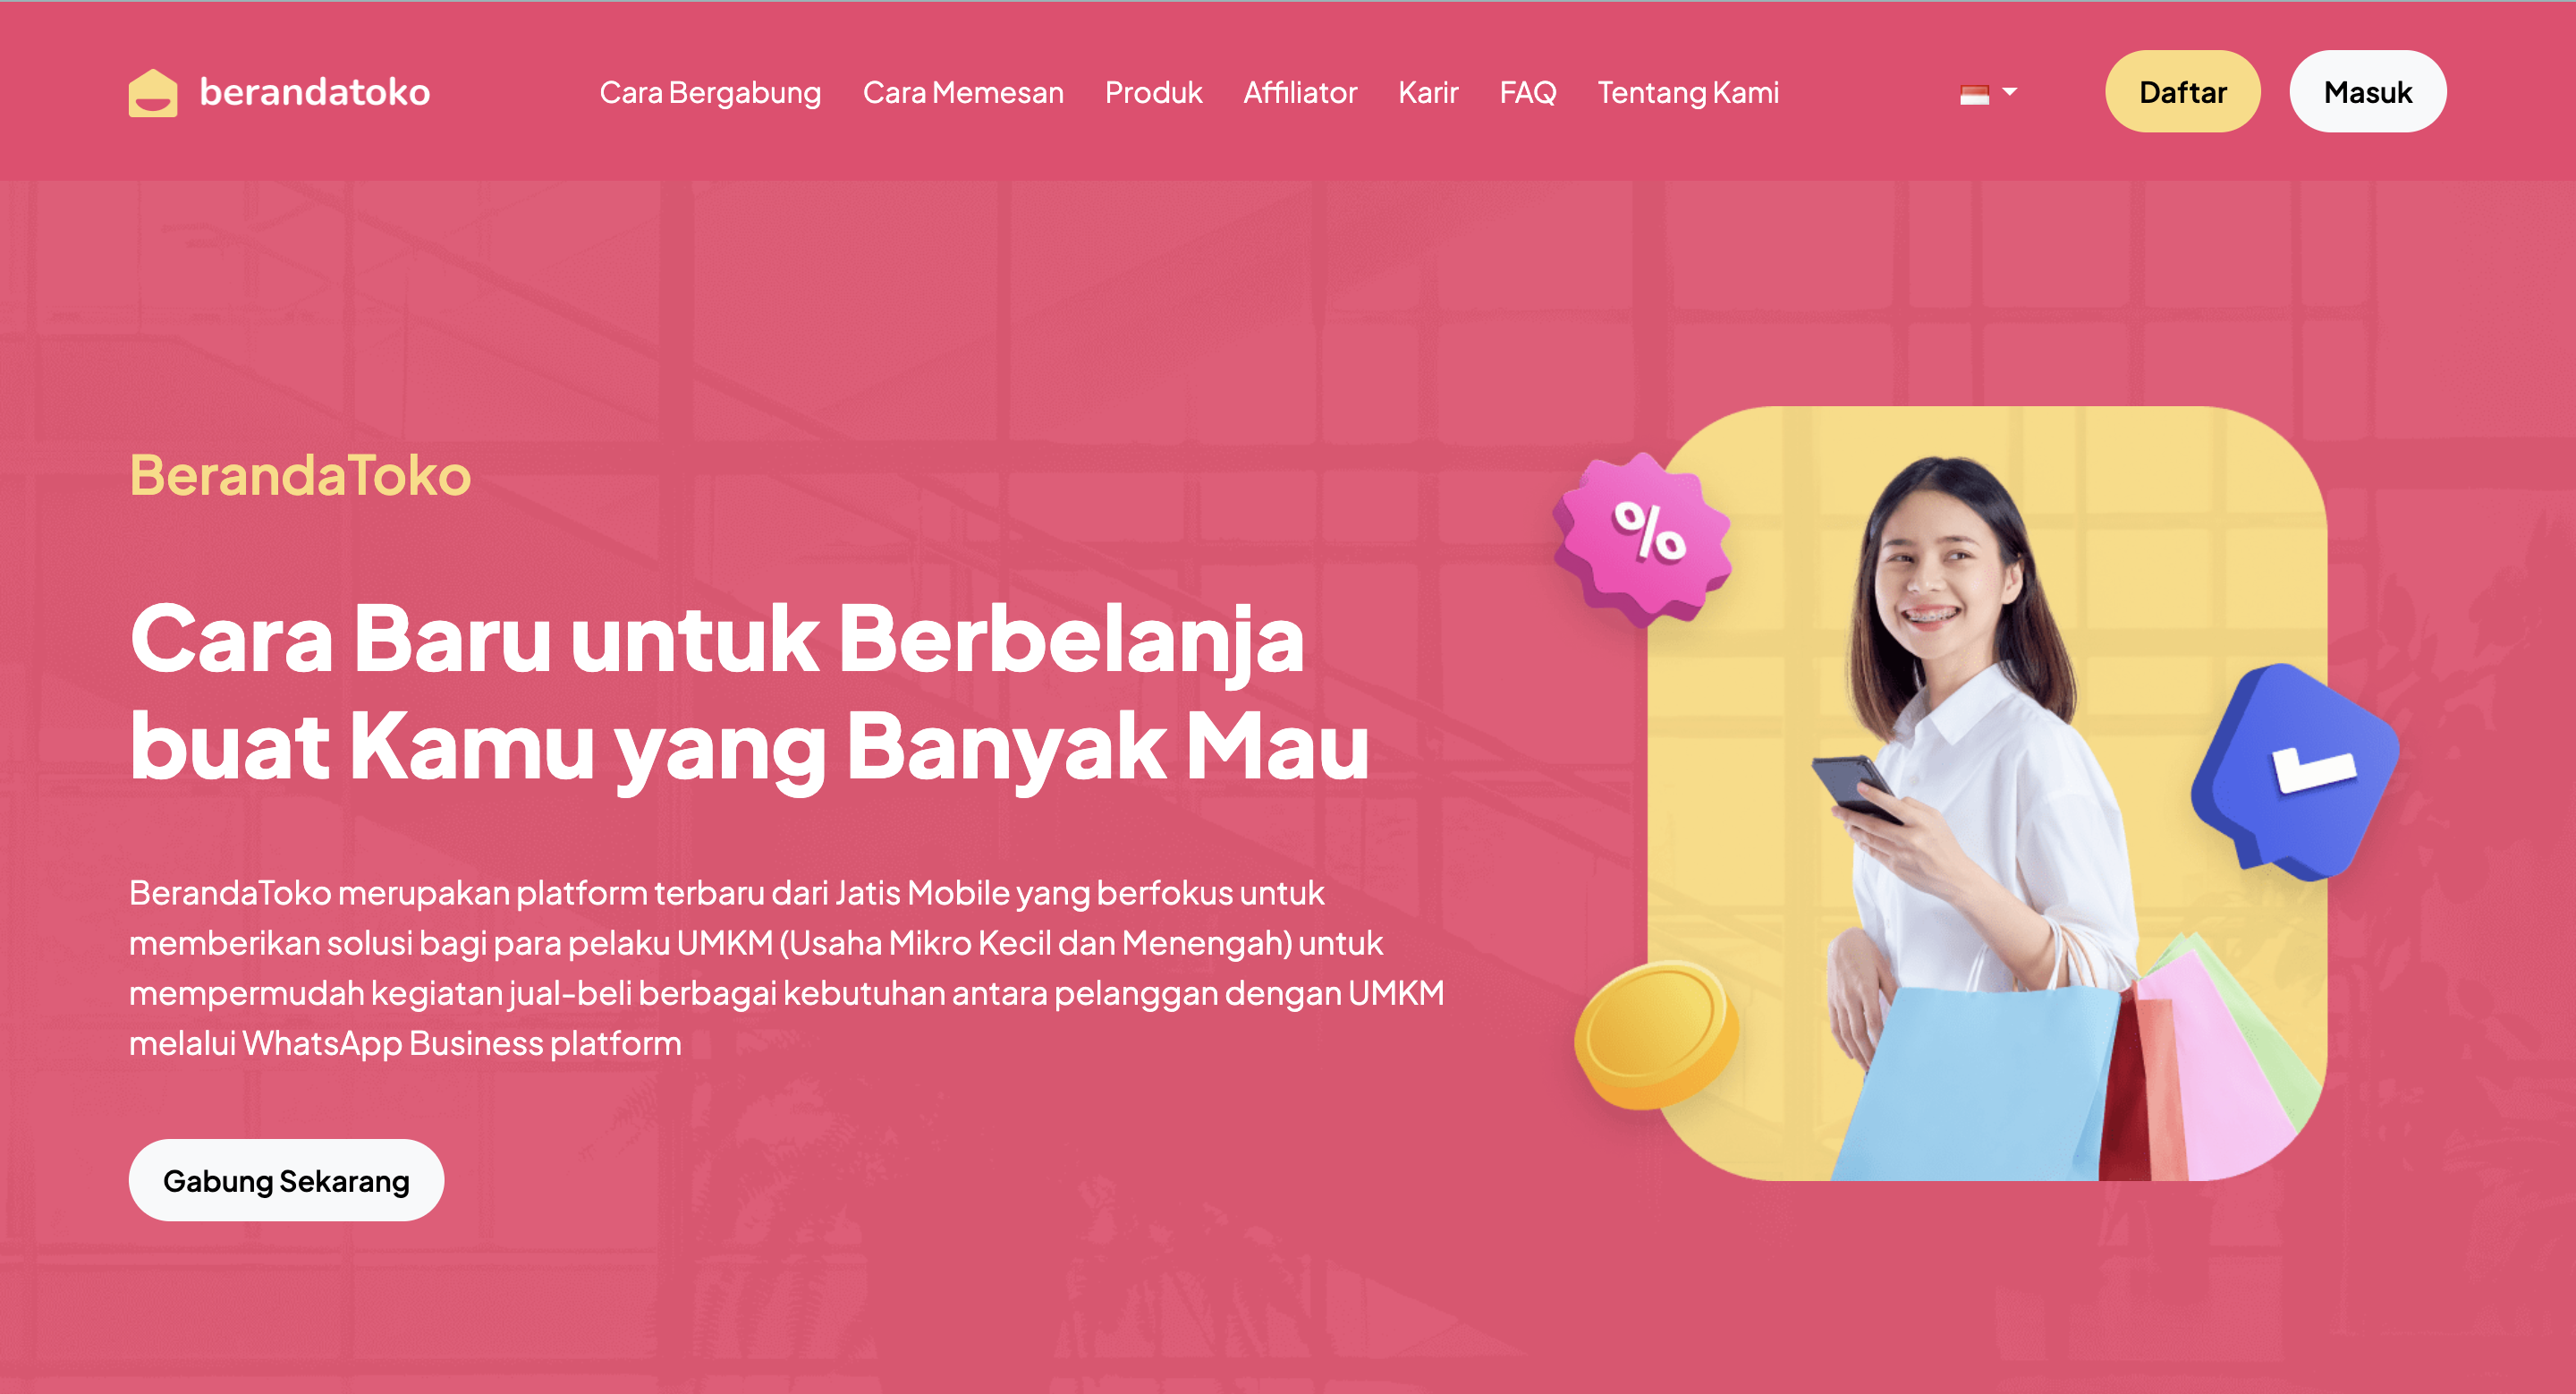 berandatoko
Cara Bergabung
Cara Memesan
Produk
Affiliator
Karir
FAQ
Tentang Kami
Daftar
Masuk
BerandaToko
Cara Baru untuk Berbelanja
buat Kamu yang Banyak Mau
%
BerandaToko merupakan platform terbaru dari Jatis Mobile yang berfokus untuk
memberikan solusi bagi para pelaku UMKM (Usaha Mikro Kecil dan Menengah) untuk
mempermudah kegiatan jual-beli berbagai kebutuhan antara pelanggan dengan UMKM
melalui WhatsApp Business platform
Gabung Sekarang